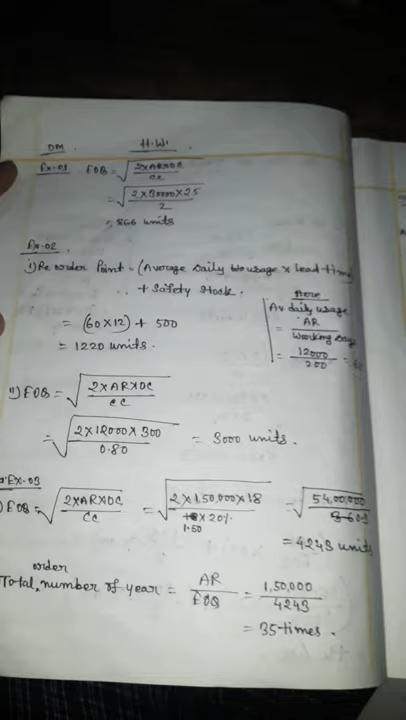 DM. H.W.
Ex-01 EOQ = √(2×AR×OC / CC)
= √(2×30000×25 / 2)
= 866 units
Ex-02.
i) Re order Point = (Average Daily usage × Lead time)
+ Safety Stock.
= (60×12) + 500
= 1220 units.
Here
Av daily usage
= AR / Working Days
= 12000 / 200 = 60
ii) EOQ = √(2×AR×OC / CC)
= √(2×12000×300 / 0.80) = 3000 units.
Ex-03
) EOQ = √(2×AR×OC / CC) = √(2×1,50,000×18 / 1.50×20%) = √(54,00,000 /
= 4243 units
Total order number of year = AR / EOQ = 1,50,000 / 4243
= 35 times.